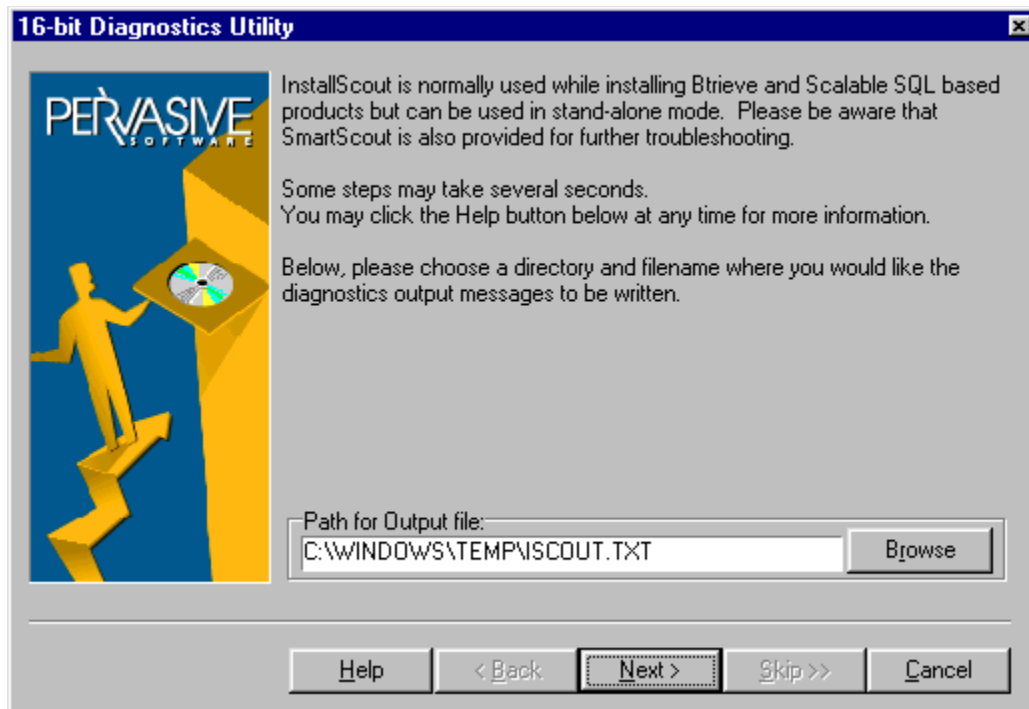 16-bit Diagnostics Utility
PERVASIVE
SOFTWARE
InstallScout is normally used while installing Btrieve and Scalable SQL based
products but can be used in stand-alone mode.  Please be aware that
SmartScout is also provided for further troubleshooting.
Some steps may take several seconds.
You may click the Help button below at any time for more information.
Below, please choose a directory and filename where you would like the
diagnostics output messages to be written.
Path for Output file:
C:\WINDOWS\TEMP\ISCOUT.TXT
Browse
Help
< Back
Next >
Skip >>
Cancel